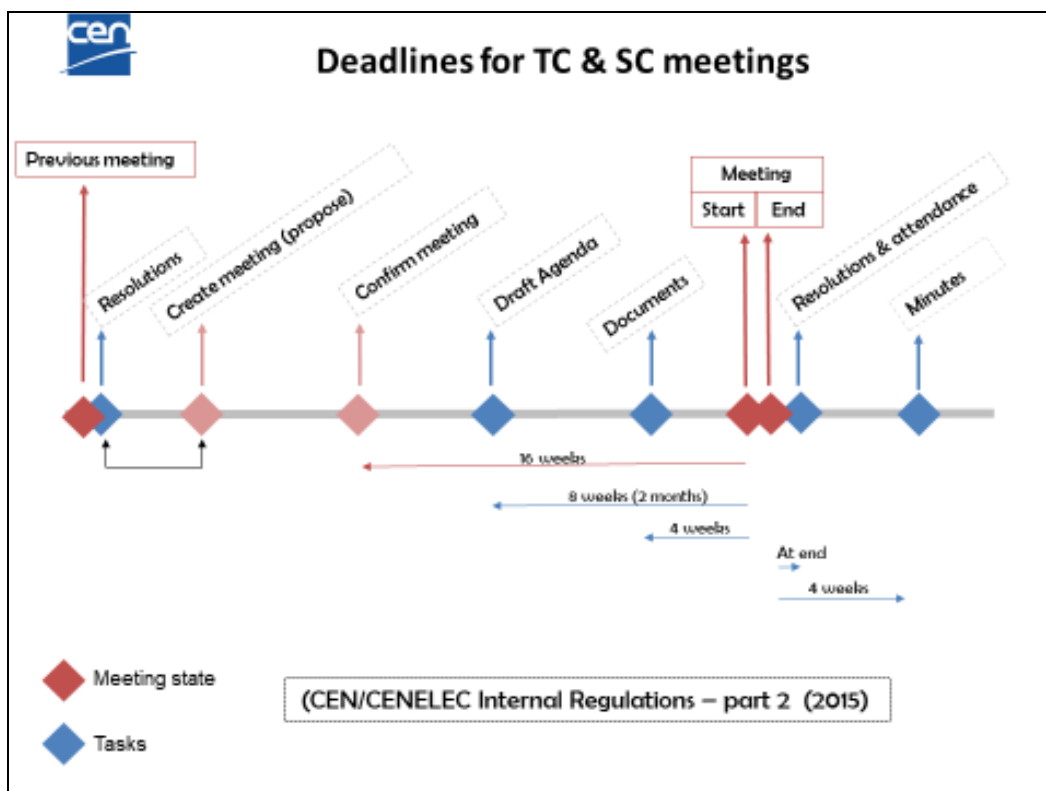 cen
Deadlines for TC & SC meetings
Previous meeting
Resolutions
Create meeting (propose)
Confirm meeting
Draft Agenda
Documents
Meeting
Start
End
Resolutions & attendance
Minutes
16 weeks
8 weeks (2 months)
4 weeks
At end
4 weeks
Meeting state
Tasks
(CEN/CENELEC Internal Regulations – part 2 (2015)